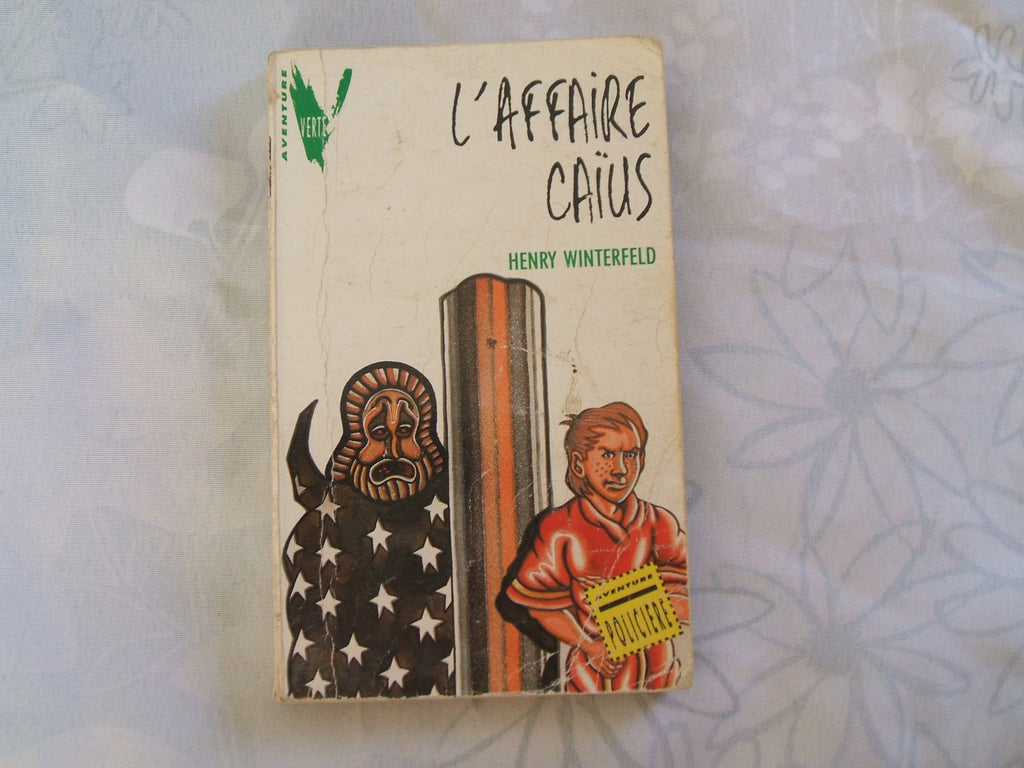 AVENTURE
VERTE
L'AFFAIRE
CAÏUS
HENRY WINTERFELD
AVENTURE
POLICIÈRE